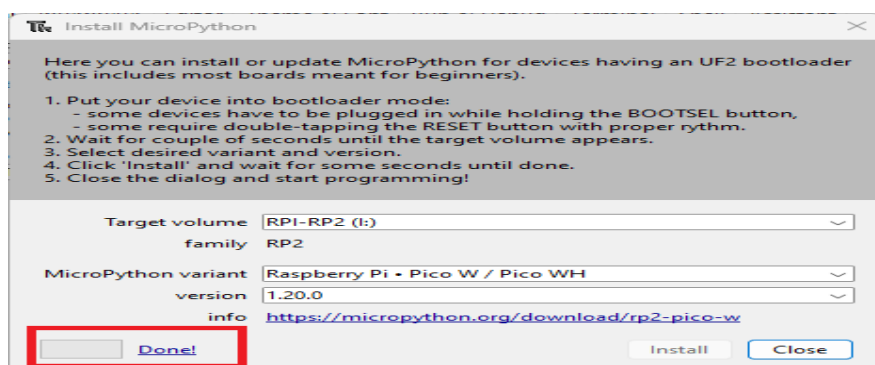 Install MicroPython
Here you can install or update MicroPython for devices having an UF2 bootloader
(this includes most boards meant for beginners).
1. Put your device into bootloader mode:
- some devices have to be plugged in while holding the BOOTSEL button,
- some require double-tapping the RESET button with proper rythm.
2. Wait for couple of seconds until the target volume appears.
3. Select desired variant and version.
4. Click 'Install' and wait for some seconds until done.
5. Close the dialog and start programming!
Target volume RPI-RP2 (I:)
family RP2
MicroPython variant Raspberry Pi • Pico W / Pico WH
version 1.20.0
info https://micropython.org/download/rp2-pico-w
Done! Install Close